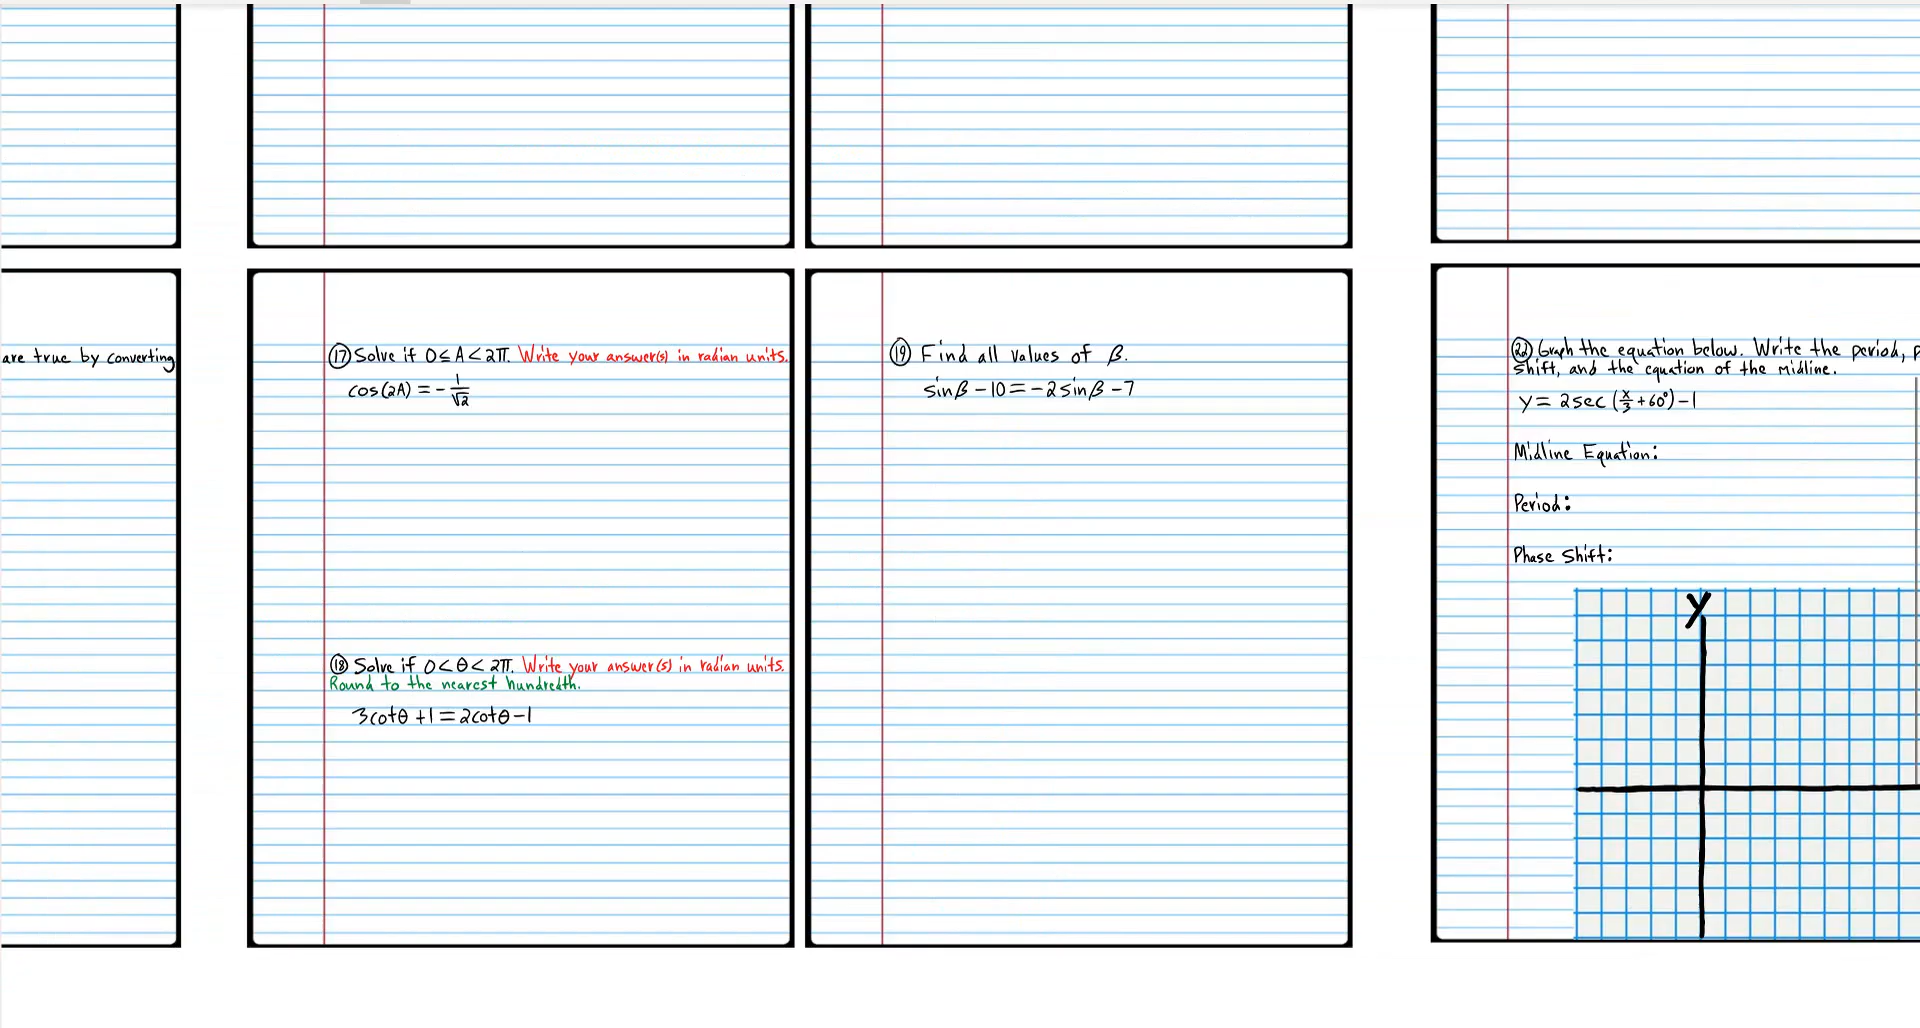 are true by converting
⑰ Solve if 0 ≤ A < 2π. Write your answer(s) in radian units.
cos(2A) = -1/√2
⑱ Solve if 0 < θ < 2π. Write your answer(s) in radian units.
Round to the nearest hundredth.
3cotθ + 1 = 2cotθ - 1
⑲ Find all values of β.
sinβ - 10 = -2sinβ - 7
㉒ Graph the equation below. Write the period, p
shift, and the equation of the midline.
y = 2sec(x/3 + 60°) - 1
Midline Equation:
Period:
Phase Shift:
y